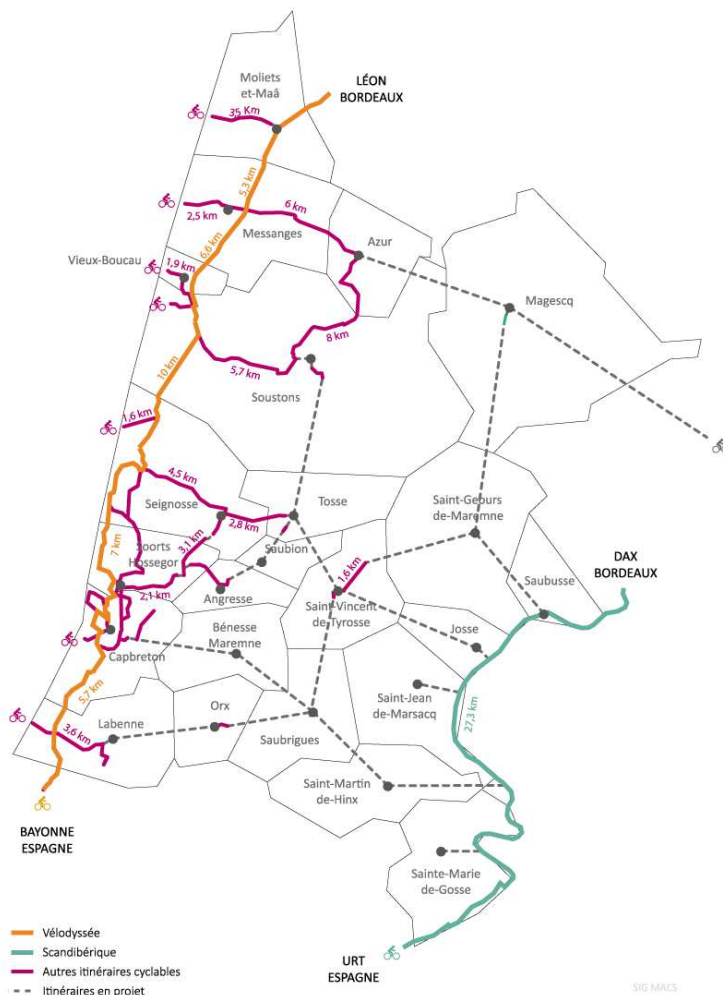 Moliets
et-Maâ
LÉON
BORDEAUX
35 Km
5,3 km
6 km
2,5 km
Messanges
Azur
6,6 km
Vieux-Boucau
1,9 km
Magescq
8 km
5,7 km
10 km
Soustons
1,6 km
4,5 km
Seignosse
Tosse
Saint-Geours
de-Maremne
2,8 km
3,1 km
7 km
Soorts
Hossegor
Saubion
1,6 km
DAX
BORDEAUX
2,1 km
Angresse
Saint-Vincent
de-Tyrosse
Saubusse
Bénesse
Maremne
Josse
Capbreton
5,7 km
Saint-Jean
de-Marsacq
27,3 km
Orx
Labenne
3,6 km
Saubrigues
Saint-Martin
de-Hinx
BAYONNE
ESPAGNE
Sainte-Marie
de-Gosse
Vélodyssée
Scandibérique
Autres itinéraires cyclables
Itinéraires en projet
URT
ESPAGNE
SIG MACS